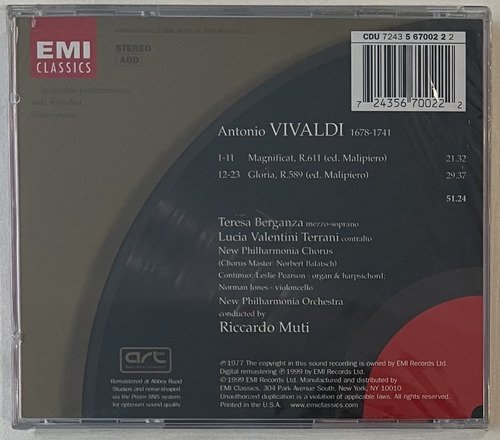 EMI
CLASSICS
STEREO
ADD
...enjoyable performances,
well recorded
CDU 7243 5 67002 2 2
7 24356 70022 2
Antonio VIVALDI 1678-1741
1-11 Magnificat, R.611 (ed. Malipiero) 21.32
12-23 Gloria, R.589 (ed. Malipiero) 29.37
51.24
Teresa Berganza mezzo-soprano
Lucia Valentini Terrani contralto
New Philharmonia Chorus
(Chorus Master: Norbert Balatsch)
Continuo: Leslie Pearson - organ & harpsichord;
Norman Jones - violoncello
New Philharmonia Orchestra
conducted by
Riccardo Muti
art
Remastered at Abbey Road
Studios and noise-shaped
via the Prism SNS system
for optimum sound quality
℗ 1977 The copyright in this sound recording is owned by EMI Records Ltd.
Digital remastering ℗ 1999 by EMI Records Ltd.
© 1999 EMI Records Ltd. Manufactured and distributed by
EMI Classics, 304 Park Avenue South, New York, NY 10010.
Unauthorized duplication is a violation of applicable laws. All rights reserved.
Printed in the U.S.A. www.emiclassics.com